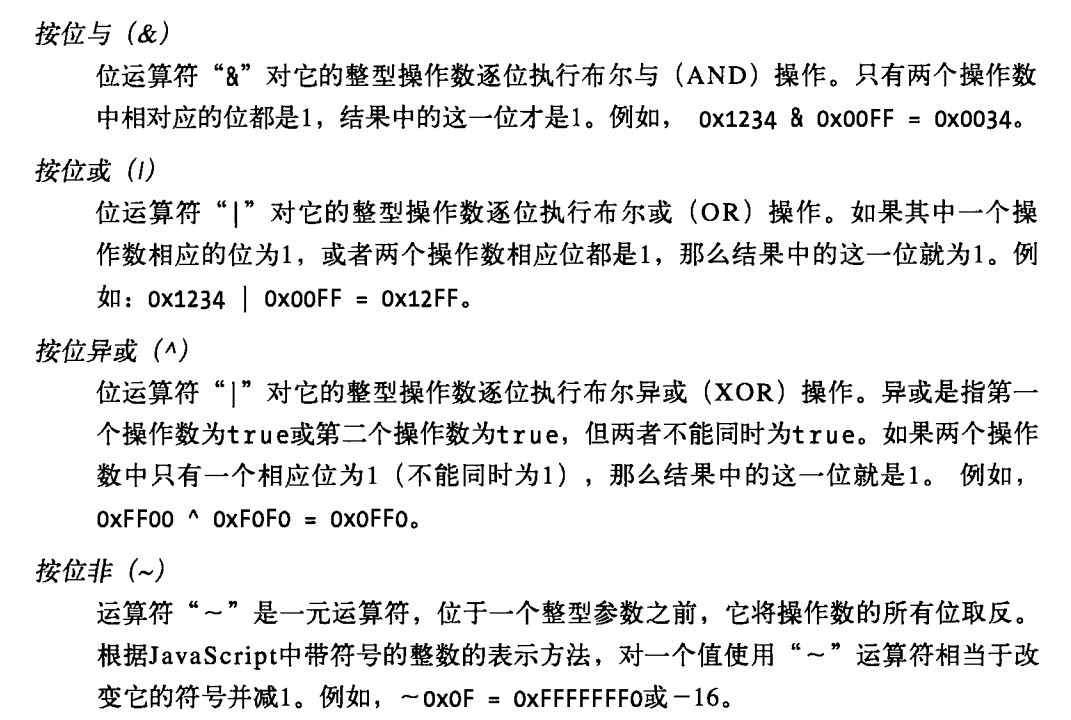 按位与（&）
位运算符“&”对它的整型操作数逐位执行布尔与（AND）操作。只有两个操作数
中相对应的位都是1，结果中的这一位才是1。例如， 0x1234 & 0x00FF = 0x0034。
按位或（|）
位运算符“|”对它的整型操作数逐位执行布尔或（OR）操作。如果其中一个操
作数相应的位为1，或者两个操作数相应位都是1，那么结果中的这一位就为1。例
如：0x1234 | 0x00FF = 0x12FF。
按位异或（^）
位运算符“|”对它的整型操作数逐位执行布尔异或（XOR）操作。异或是指第一
个操作数为true或第二个操作数为true，但两者不能同时为true。如果两个操作
数中只有一个相应位为1（不能同时为1），那么结果中的这一位就是1。 例如，
0xFF00 ^ 0xF0F0 = 0x0FF0。
按位非（~）
运算符“～”是一元运算符，位于一个整型参数之前，它将操作数的所有位取反。
根据JavaScript中带符号的整数的表示方法，对一个值使用“～”运算符相当于改
变它的符号并减1。例如，～0x0F = 0xFFFFFFF0或－16。